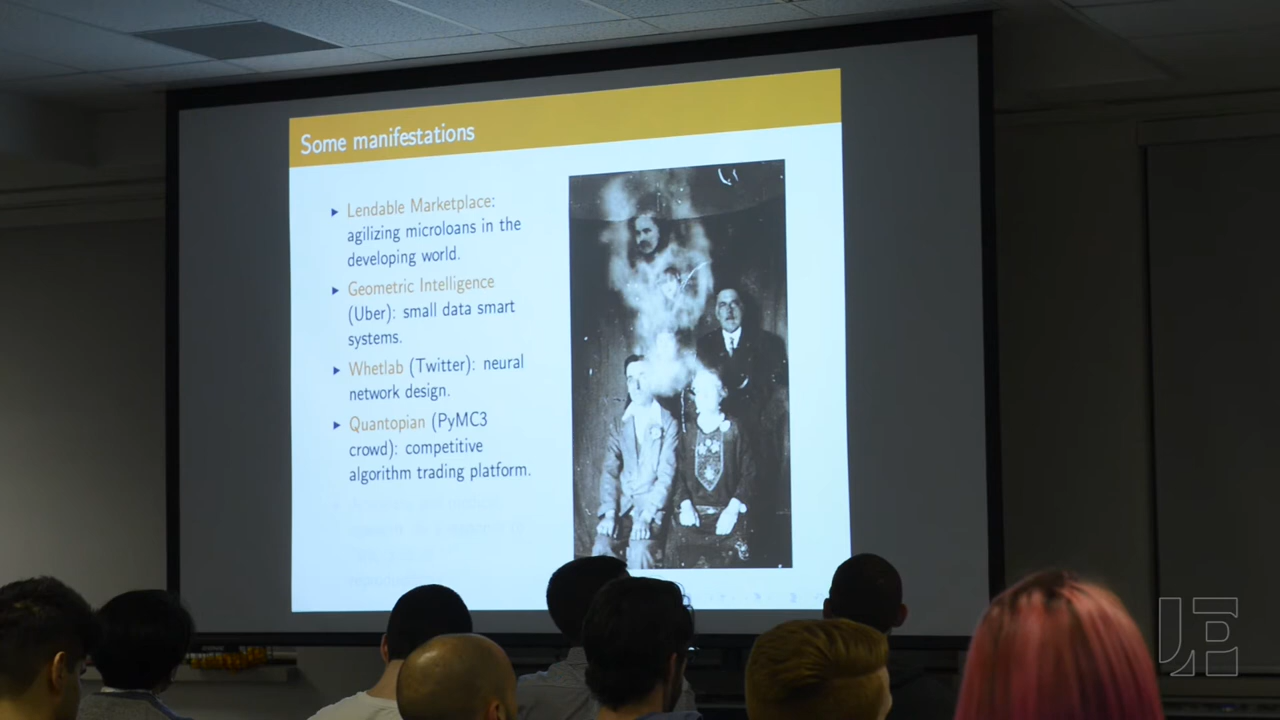 Some manifestations
▸ Lendable Marketplace:
agilizing microloans in the
developing world.
▸ Geometric Intelligence
(Uber): small data smart
systems.
▸ Whetlab (Twitter): neural
network design.
▸ Quantopian (PyMC3
crowd): competitive
algorithm trading platform.